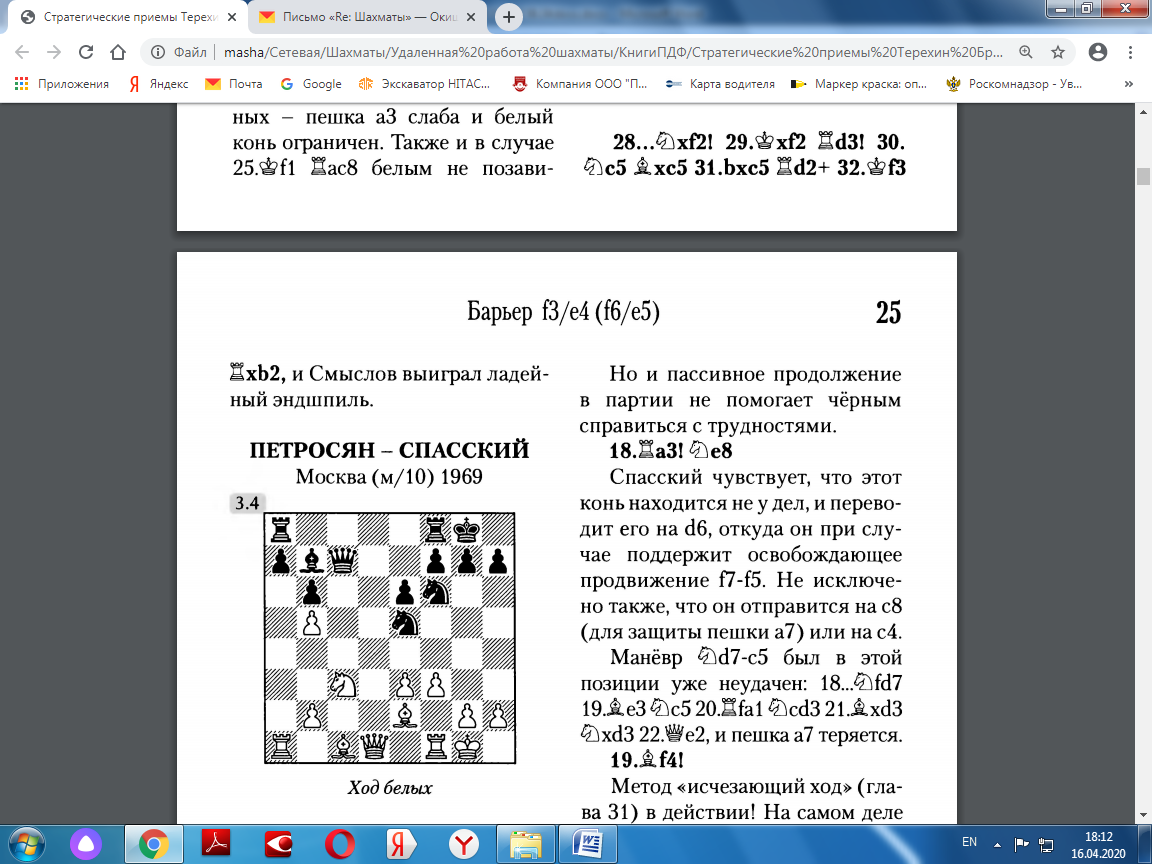 Стратегические приемы Терехи
Письмо «Re: Шахматы» — Окиш
Файл | masha/Сетевая/Шахматы/Удаленная%20работа%20шахматы/КнигиПДФ/Стратегические%20приемы%20Терехин%20Бр...
Приложения Яндекс Почта Google Экскаватор HITAC... Компания ООО "П... Карта водителя Маркер краска: оп... Роскомнадзор - Ув... »
ных – пешка a3 слаба и белый
конь ограничен. Также и в случае
25.♔f1 ♖ac8 белым не позави-
28...♘xf2! 29.♔xf2 ♖d3! 30.
♘c5 ♗xc5 31.bxc5 ♖d2+ 32.♔f3
Барьер f3/e4 (f6/e5) 25
♖xb2, и Смыслов выиграл ладей-
ный эндшпиль.
ПЕТРОСЯН – СПАССКИЙ
Москва (м/10) 1969
3.4
Ход белых
Но и пассивное продолжение
в партии не помогает чёрным
справиться с трудностями.
18.♖a3! ♘e8
Спасский чувствует, что этот
конь находится не у дел, и перево-
дит его на d6, откуда он при слу-
чае поддержит освобождающее
продвижение f7-f5. Не исключе-
но также, что он отправится на c8
(для защиты пешки a7) или на c4.
Манёвр ♘d7-c5 был в этой
позиции уже неудачен: 18...♘fd7
19.♗e3 ♘c5 20.♖fa1 ♘cd3 21.♗xd3
♘xd3 22.♕e2, и пешка a7 теряется.
19.♗f4!
Метод «исчезающий ход» (гла-
ва 31) в действии! На самом деле
EN
18:12
16.04.2020